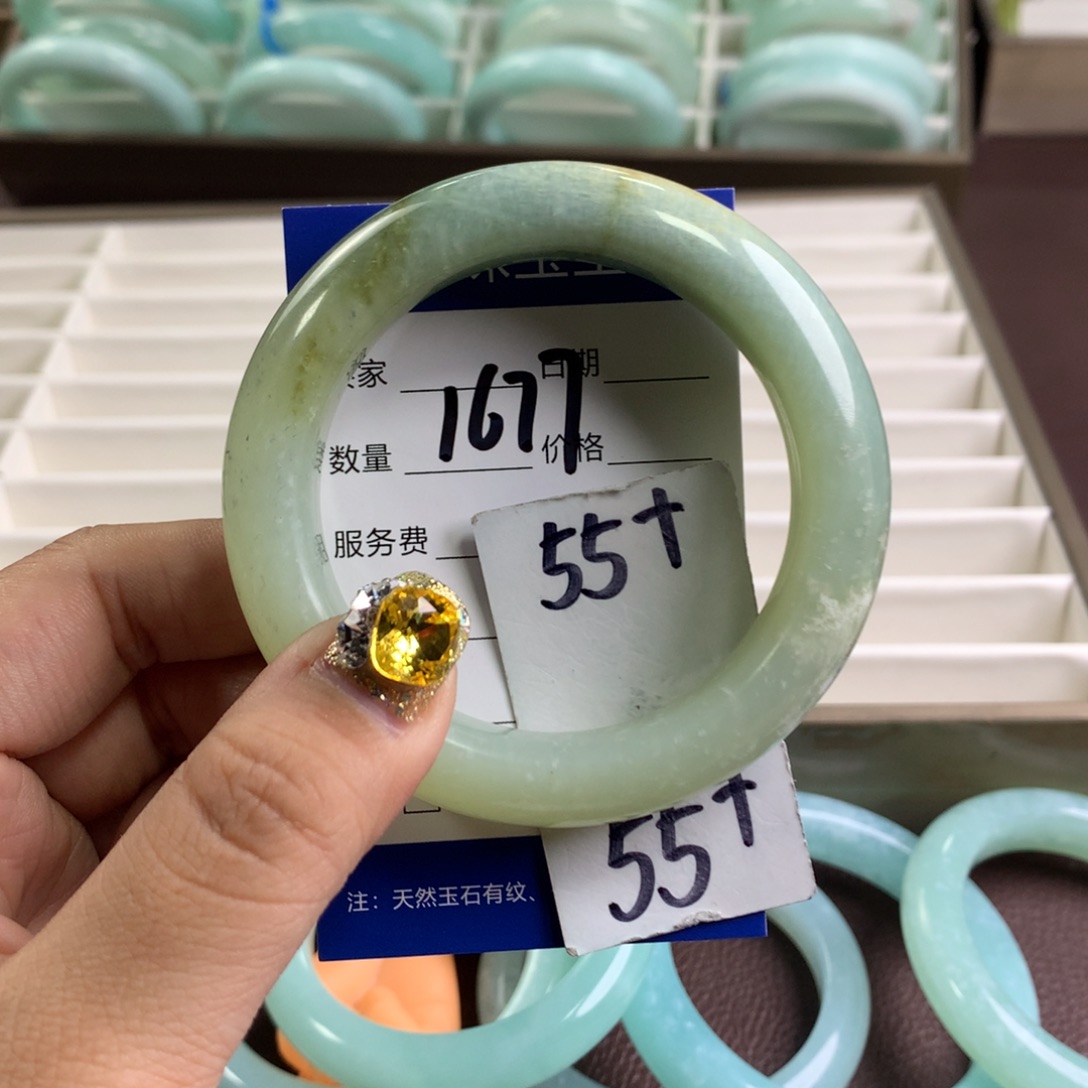 家 日期
1677
数量 价格
服务费
55+
55+
注：天然玉石有纹、